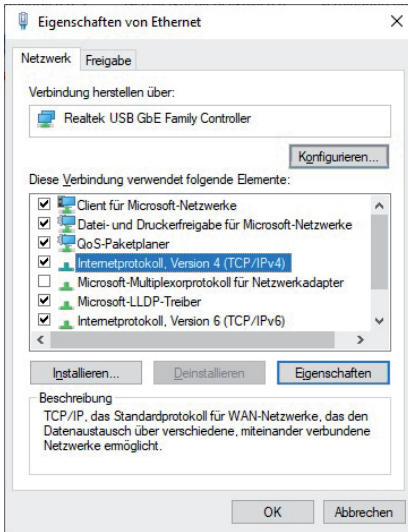 Eigenschaften von Ethernet
Netzwerk Freigabe
Verbindung herstellen über:
Realtek USB GbE Family Controller
Konfigurieren...
Diese Verbindung verwendet folgende Elemente:
Client für Microsoft-Netzwerke
Datei- und Druckerfreigabe für Microsoft-Netzwerke
QoS-Paketplaner
Internetprotokoll, Version 4 (TCP/IPv4)
Microsoft-Multiplexorprotokoll für Netzwerkadapter
Microsoft-LLDP-Treiber
Internetprotokoll, Version 6 (TCP/IPv6)
Installieren... Deinstallieren Eigenschaften
Beschreibung
TCP/IP, das Standardprotokoll für WAN-Netzwerke, das den
Datenaustausch über verschiedene, miteinander verbundene
Netzwerke ermöglicht.
OK Abbrechen